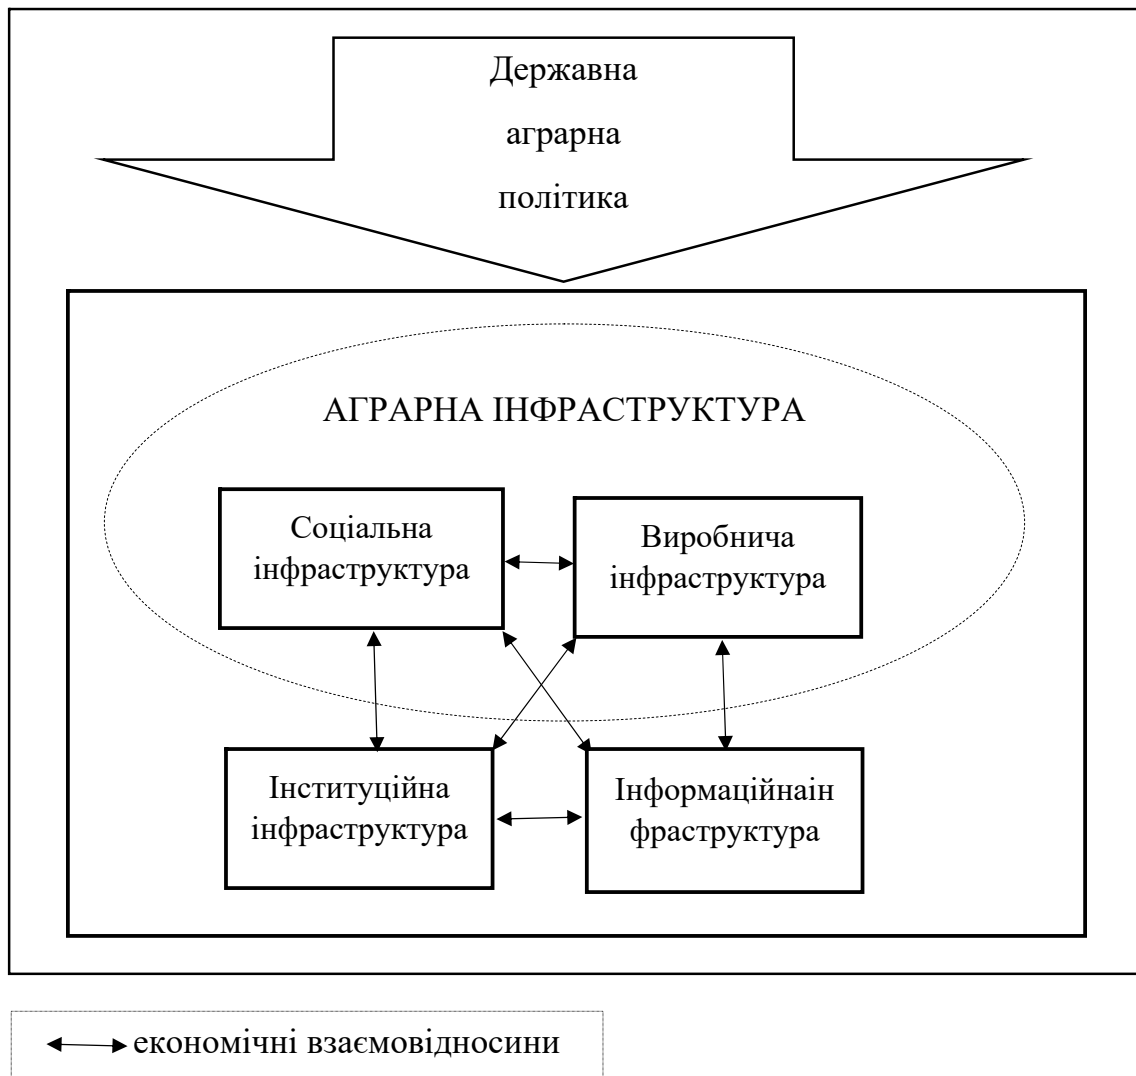 Державна
аграрна
політика
АГРАРНА ІНФРАСТРУКТУРА
Соціальна
інфраструктура
Виробнича
інфраструктура
Інституційна
інфраструктура
Інформаційнаін
фраструктура
економічні взаємовідносини